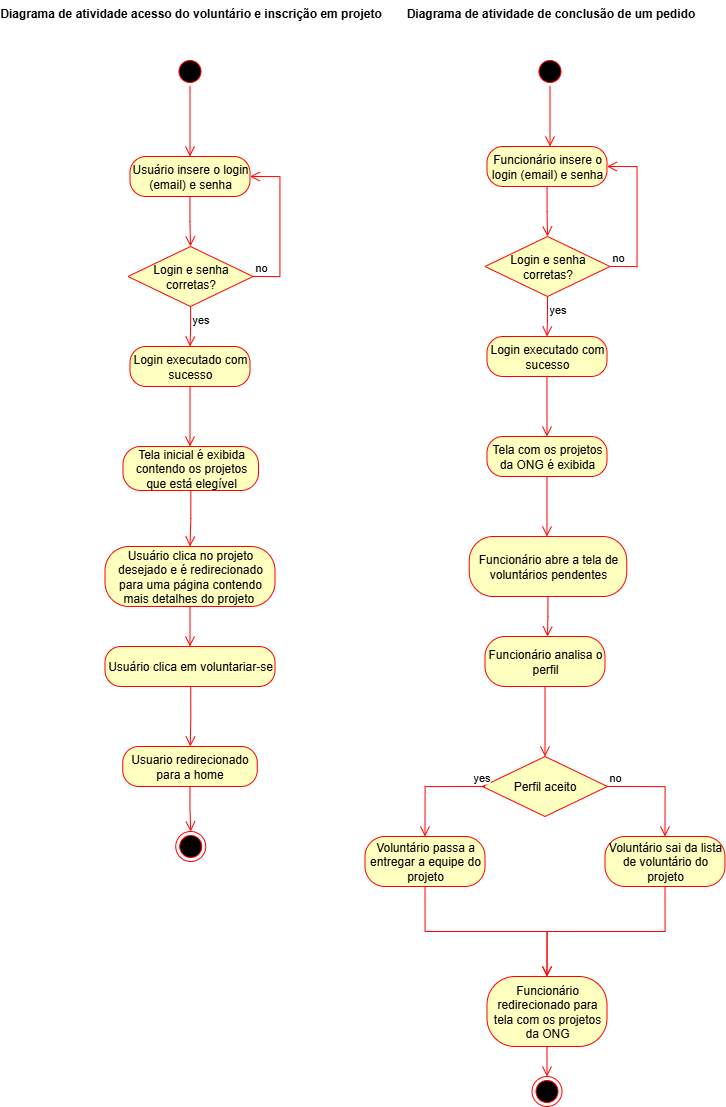 Diagrama de atividade acesso do voluntário e inscrição em projeto
Usuário insere o login
(email) e senha
Login e senha
corretas?
no
yes
Login executado com
sucesso
Tela inicial é exibida
contendo os projetos
que está elegível
Usuário clica no projeto
desejado e é redirecionado
para uma página contendo
mais detalhes do projeto
Usuário clica em voluntariar-se
Usuario redirecionado
para a home
Diagrama de atividade de conclusão de um pedido
Funcionário insere o
login (email) e senha
Login e senha
corretas?
no
yes
Login executado com
sucesso
Tela com os projetos
da ONG é exibida
Funcionário abre a tela de
voluntários pendentes
Funcionário analisa o
perfil
Perfil aceito
yes
no
Voluntário passa a
entregar a equipe do
projeto
Voluntário sai da lista
de voluntário do
projeto
Funcionário
redirecionado para
tela com os projetos
da ONG